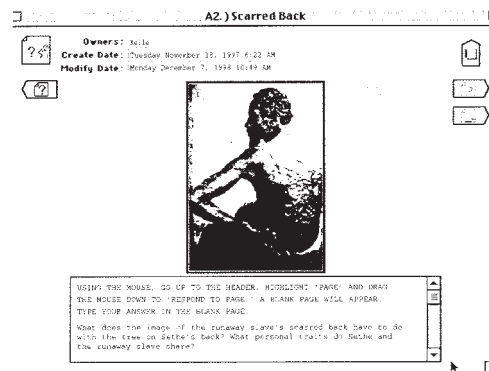 A2. ) Scarred Back
Owners: Kelle
Create Date: Tuesday November 18, 1997 6:22 AM
Modify Date: Monday December 7, 1998 10:49 AM
USING THE MOUSE, GO UP TO THE HEADER, HIGHLIGHT 'PAGE' AND DRAG
THE MOUSE DOWN TO 'RESPOND TO PAGE.' A BLANK PAGE WILL APPEAR.
TYPE YOUR ANSWER IN THE BLANK PAGE.
What does the image of the runaway slave's scarred back have to do
with the tree on Sethe's back? What personal traits do Sethe and
the runaway slave share?